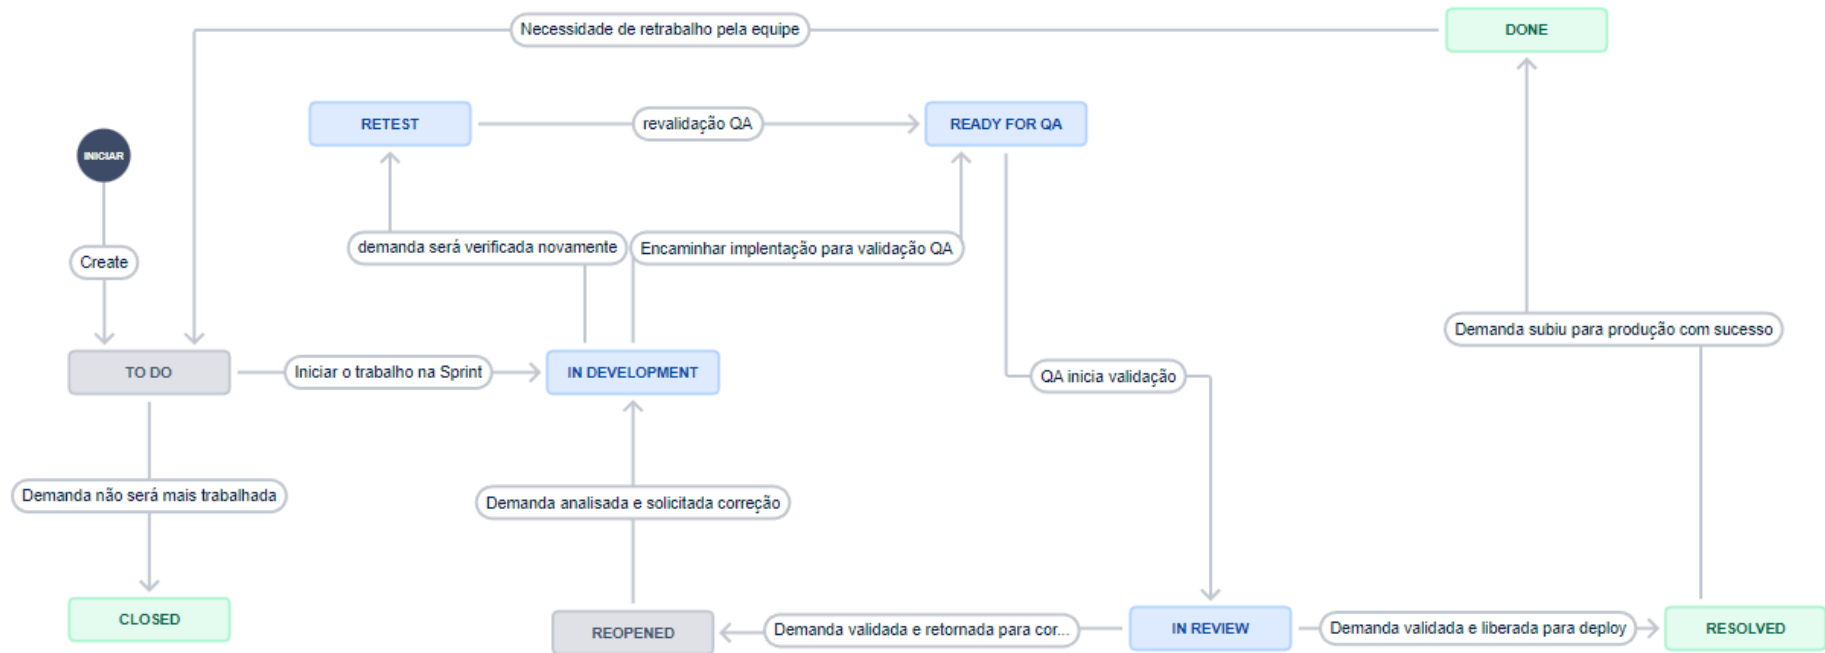 Necessidade de retrabalho pela equipe
DONE
RETEST
revalidação QA
READY FOR QA
INICIAR
demanda será verificada novamente
Encaminhar implentação para validação QA
Create
Demanda subiu para produção com sucesso
TO DO
Iniciar o trabalho na Sprint
IN DEVELOPMENT
QA inicia validação
Demanda não será mais trabalhada
Demanda analisada e solicitada correção
CLOSED
REOPENED
Demanda validada e retornada para cor...
IN REVIEW
Demanda validada e liberada para deploy
RESOLVED